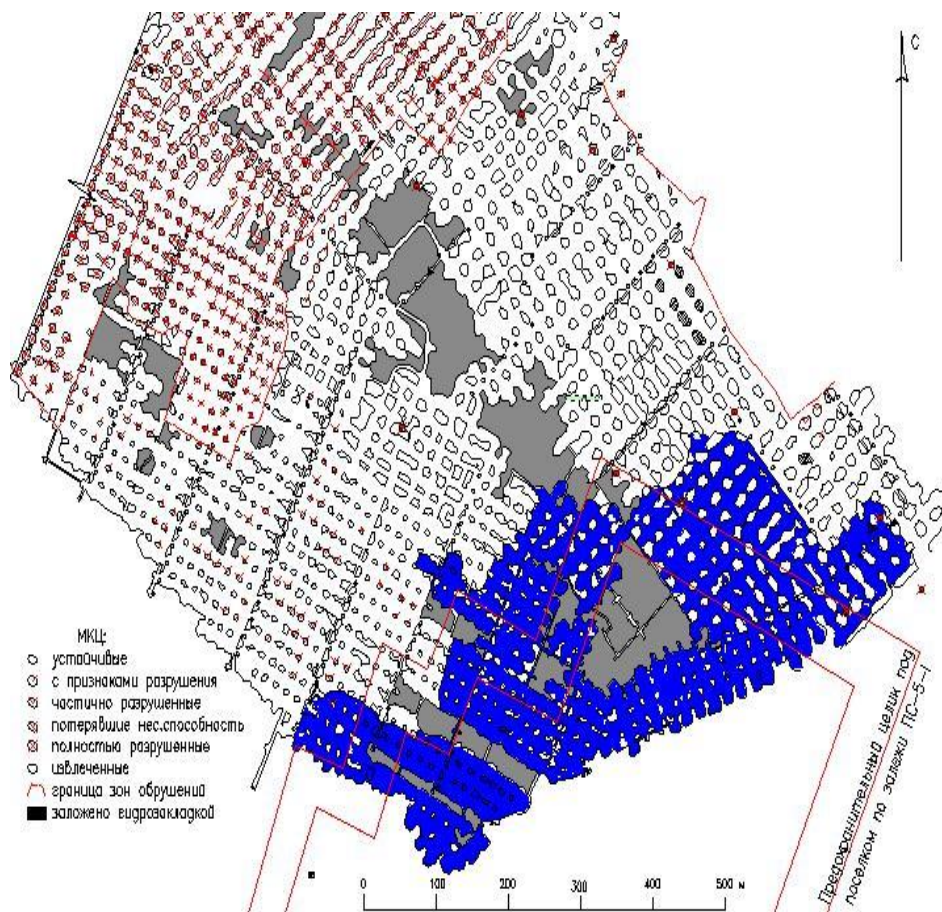 С
МКЦ:
устойчивые
с признаками разрушения
частично разрушенные
потерявшие нес.способность
полностью разрушенные
извлеченные
граница зон обрушений
заложено гидрозакладкой
0 100 200 300 400 500 м
Предохранительный целик под
поселком по залежи ПС-5-I